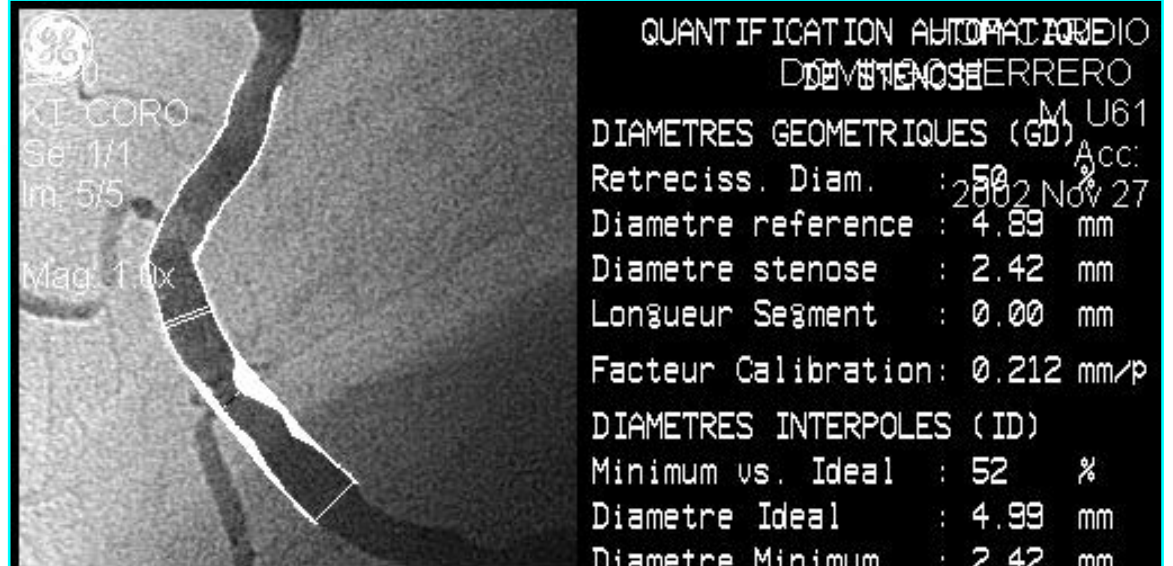 GE
KT. CORO
Se: 1/1
Im: 5/5
Mag: 1.0x
QUANTIFICATION AUTOMATIQUE
DE STENOSE
HERRERO
M, U61
Acc:
2002 Nov 27
DIAMETRES GEOMETRIQUES (GD)
Retreciss. Diam. : 50 %
Diametre reference : 4.89 mm
Diametre stenose : 2.42 mm
Longueur Segment : 0.00 mm
Facteur Calibration: 0.212 mm/p
DIAMETRES INTERPOLES (ID)
Minimum vs. Ideal : 52 %
Diametre Ideal : 4.99 mm
Diametre Minimum : 2.42 mm